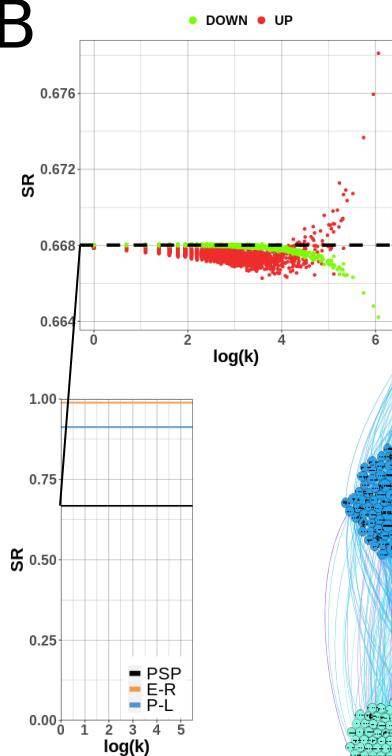 B
DOWN UP
0.676
0.672
0.668
0.664
SR
0 2 4 6
log(k)
1.00
0.75
0.50
0.25
0.00
SR
PSP
E-R
P-L
0 1 2 3 4 5
log(k)